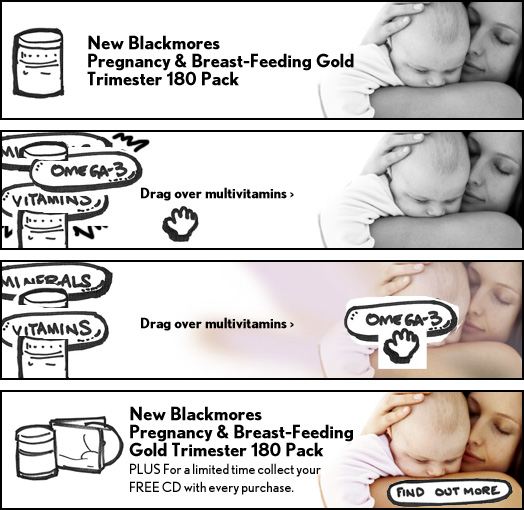 New Blackmores
Pregnancy & Breast-Feeding Gold
Trimester 180 Pack
OMEGA-3
VITAMINS
Drag over multivitamins ›
MINERALS
VITAMINS
Drag over multivitamins ›
OMEGA-3
New Blackmores
Pregnancy & Breast-Feeding
Gold Trimester 180 Pack
PLUS For a limited time collect your
FREE CD with every purchase.
FIND OUT MORE